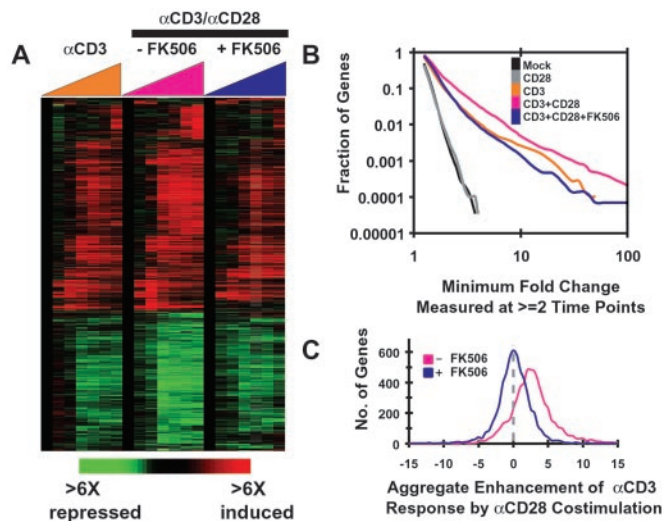 αCD3/αCD28
αCD3
- FK506
+ FK506
A
>6X
repressed
>6X
induced
B
Fraction of Genes
1
0.1
0.01
0.001
0.0001
0.00001
Mock
CD28
CD3
CD3+CD28
CD3+CD28+FK506
1
10
100
Minimum Fold Change
Measured at >=2 Time Points
C
No. of Genes
600
400
200
0
- FK506
+ FK506
-15
-10
-5
0
5
10
15
Aggregate Enhancement of αCD3
Response by αCD28 Costimulation